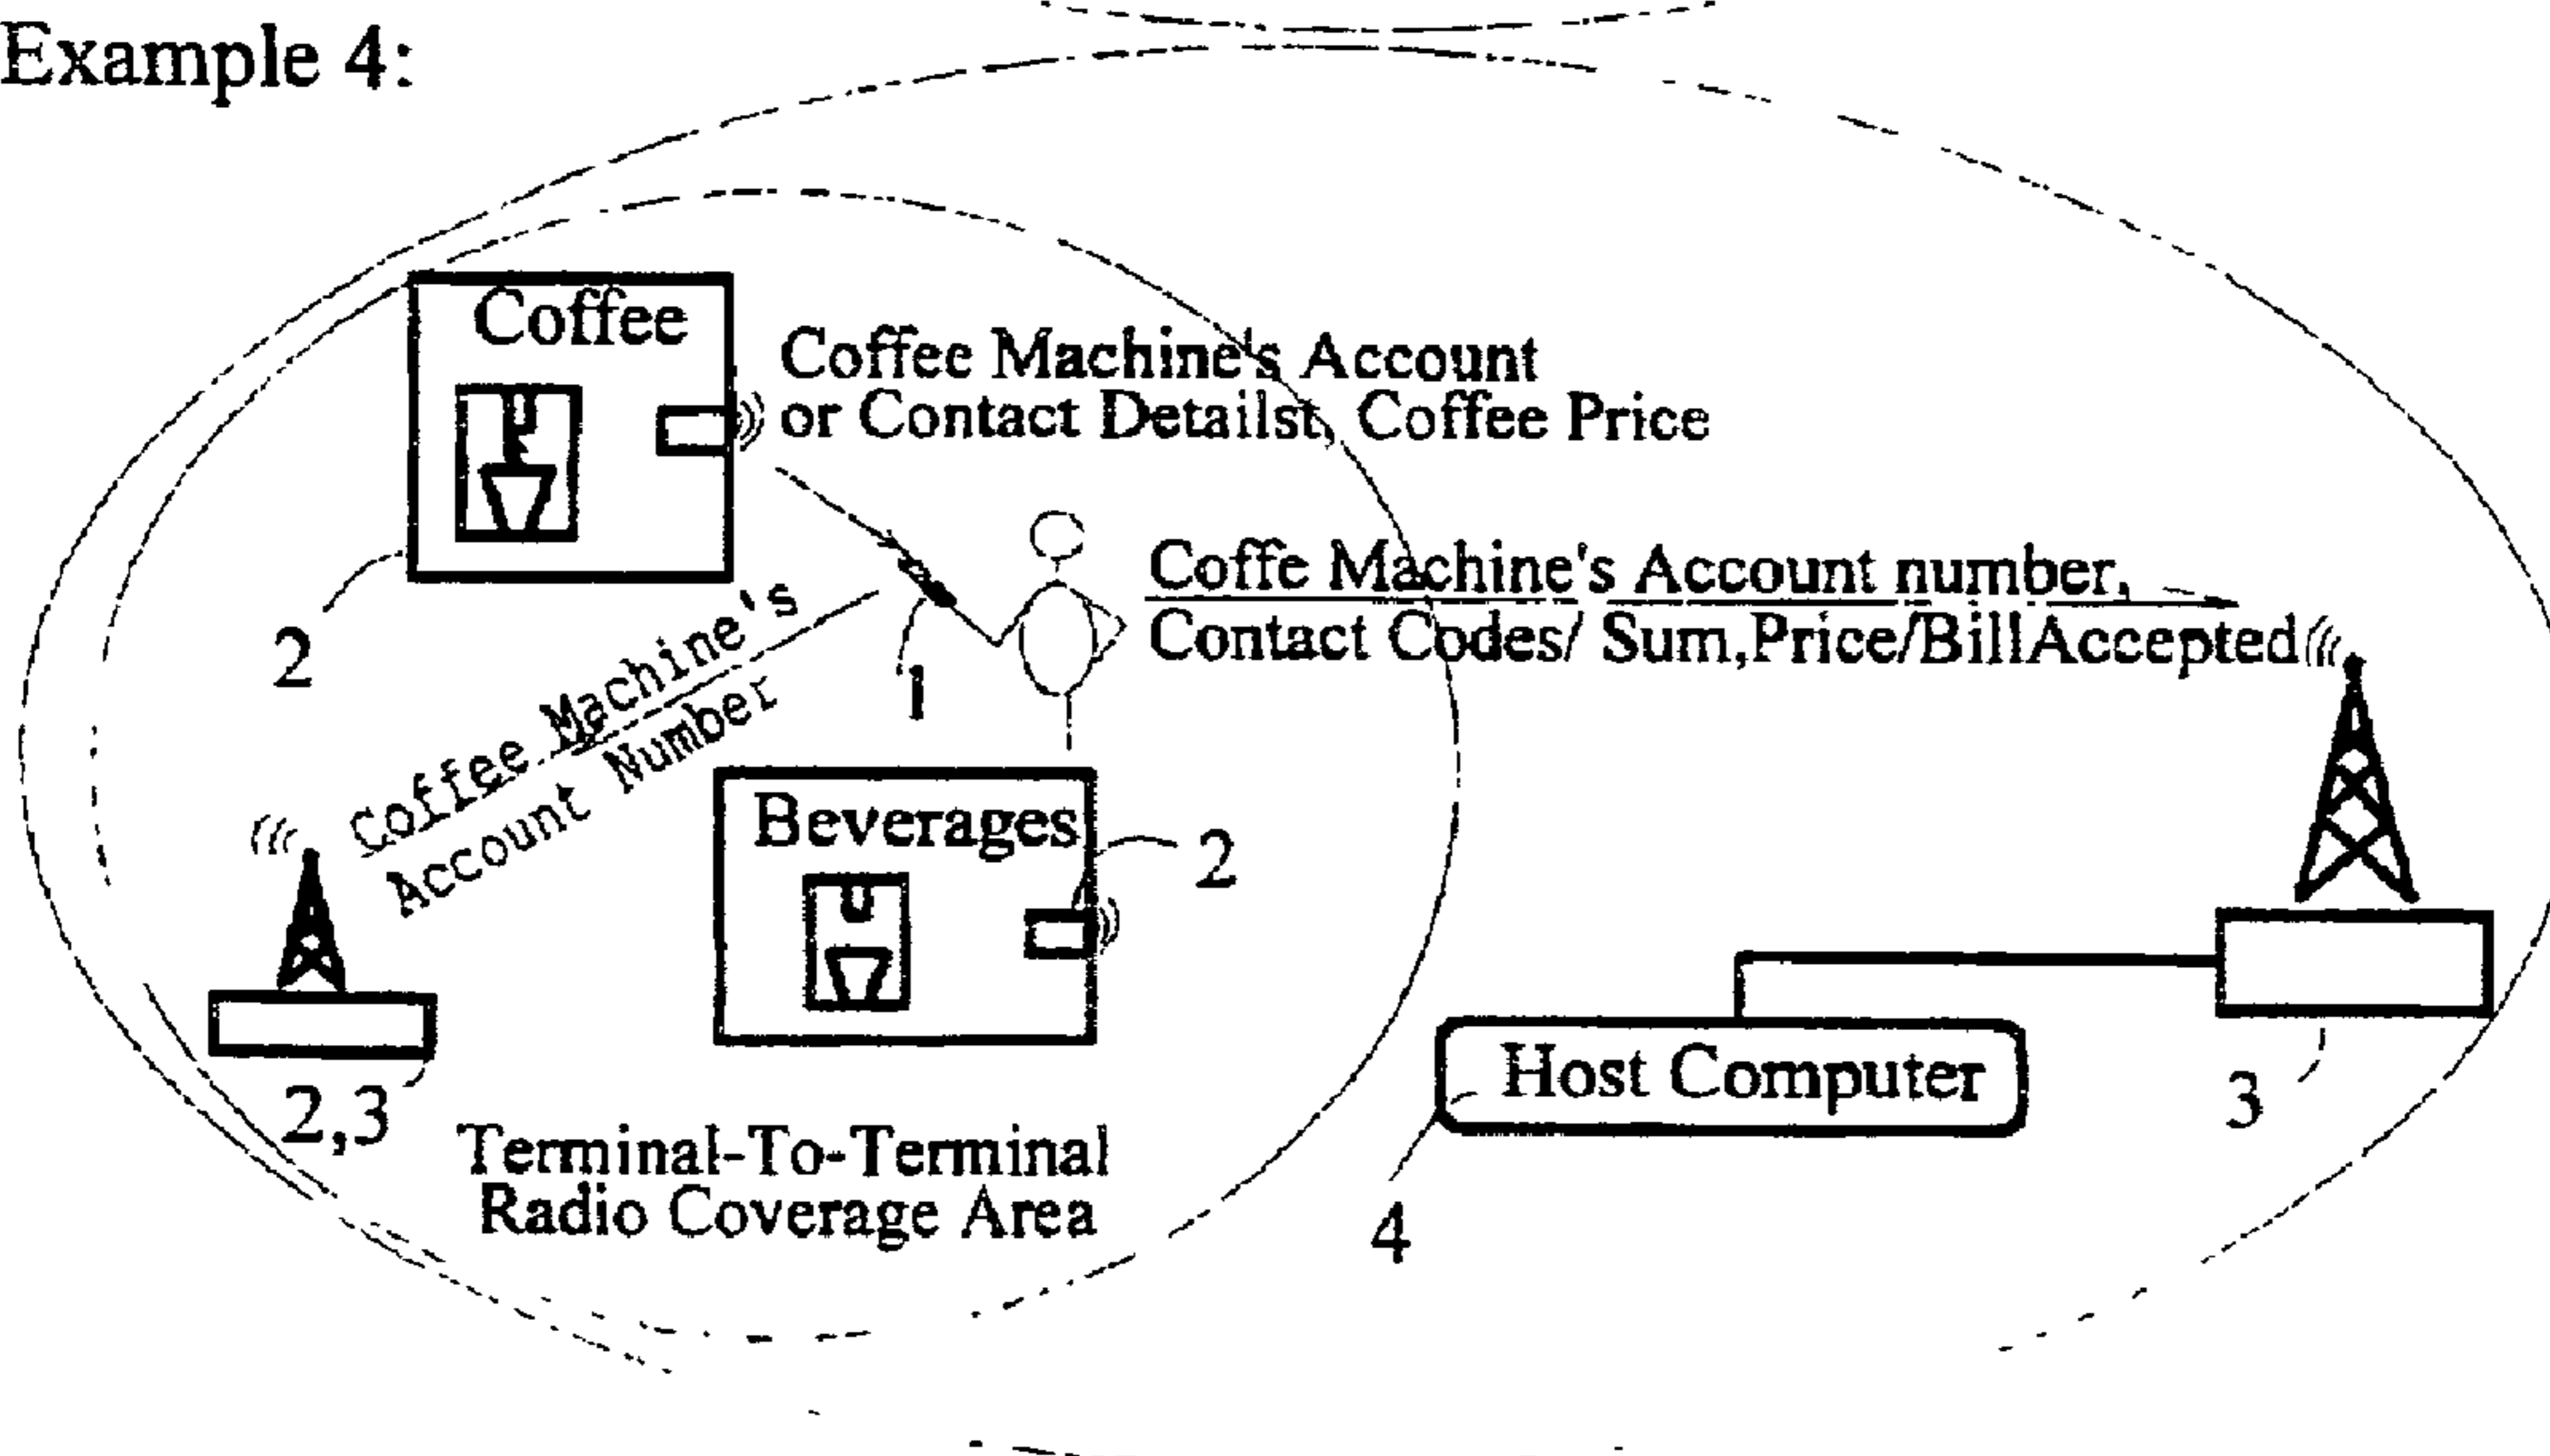 Example 4:
Coffee
Coffee Machine's Account
or Contact Detailst, Coffee Price
Coffe Machine's Account number,
Contact Codes/ Sum,Price/BillAccepted
2
1
Coffee Machine's
Account Number
Beverages
2
2,3
Host Computer
3
Terminal-To-Terminal
Radio Coverage Area
4